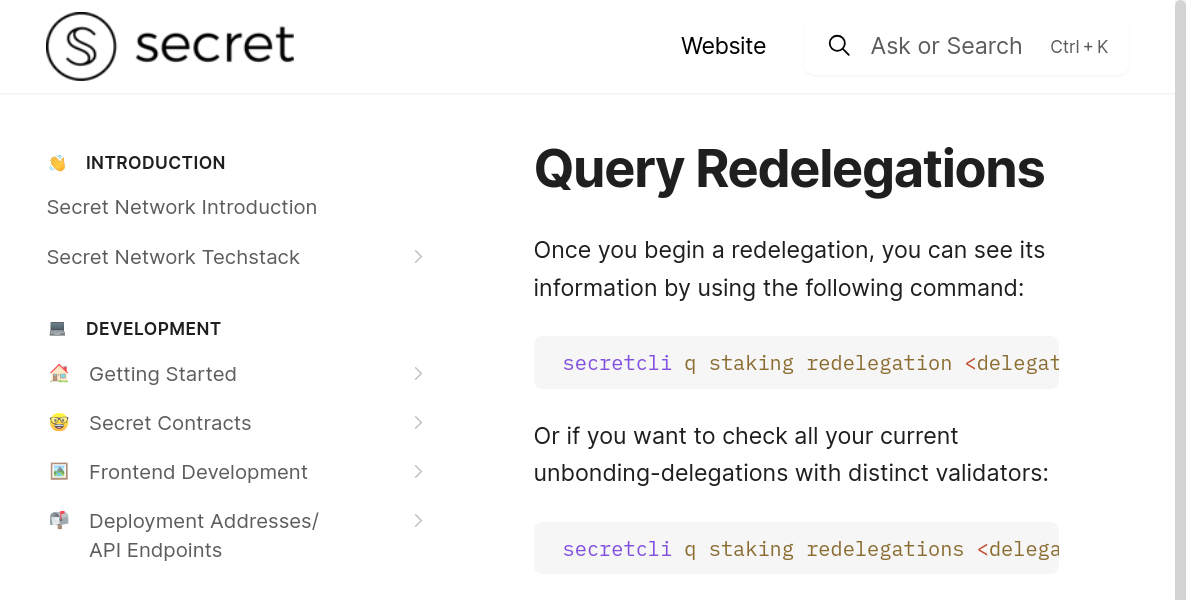 secret
Website
Ask or Search
Ctrl + K
INTRODUCTION
Secret Network Introduction
Secret Network Techstack
DEVELOPMENT
Getting Started
Secret Contracts
Frontend Development
Deployment Addresses/
API Endpoints
Query Redelegations
Once you begin a redelegation, you can see its
information by using the following command:
secretcli q staking redelegation <delegat
Or if you want to check all your current
unbonding-delegations with distinct validators:
secretcli q staking redelegations <delega